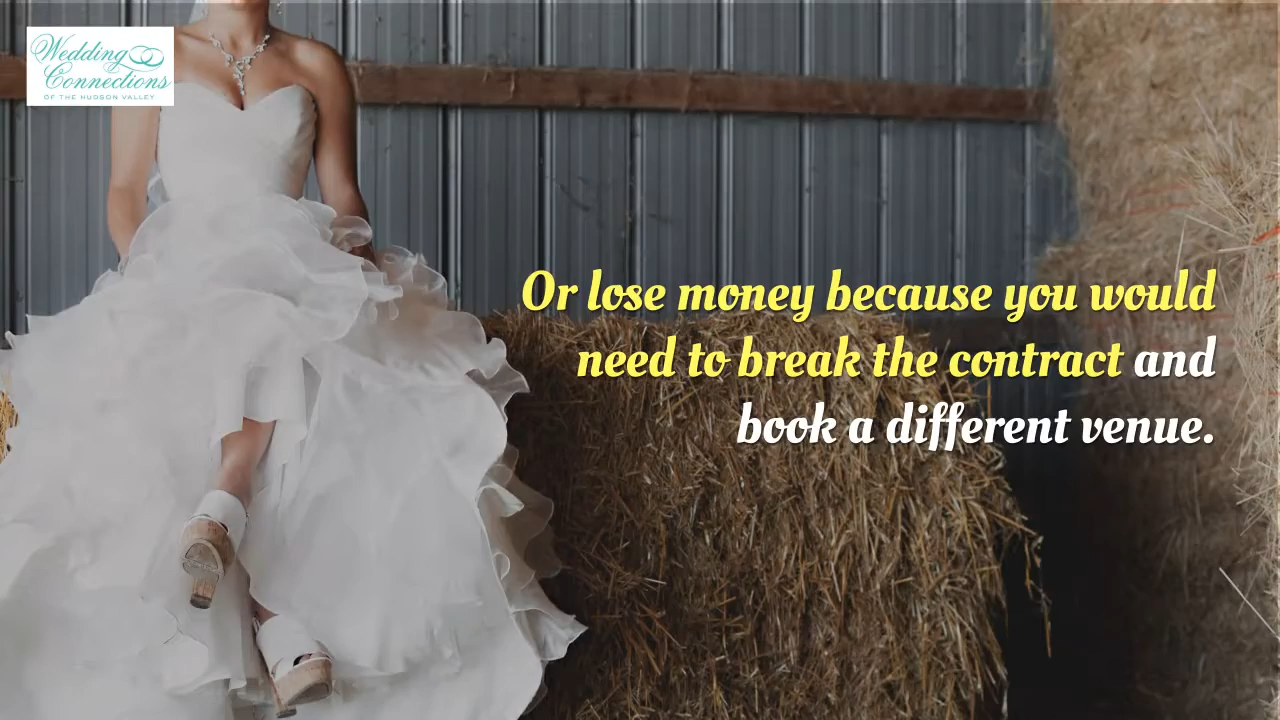 Wedding
Connections
OF THE HUDSON VALLEY
Or lose money because you would
need to break the contract and
book a different venue.